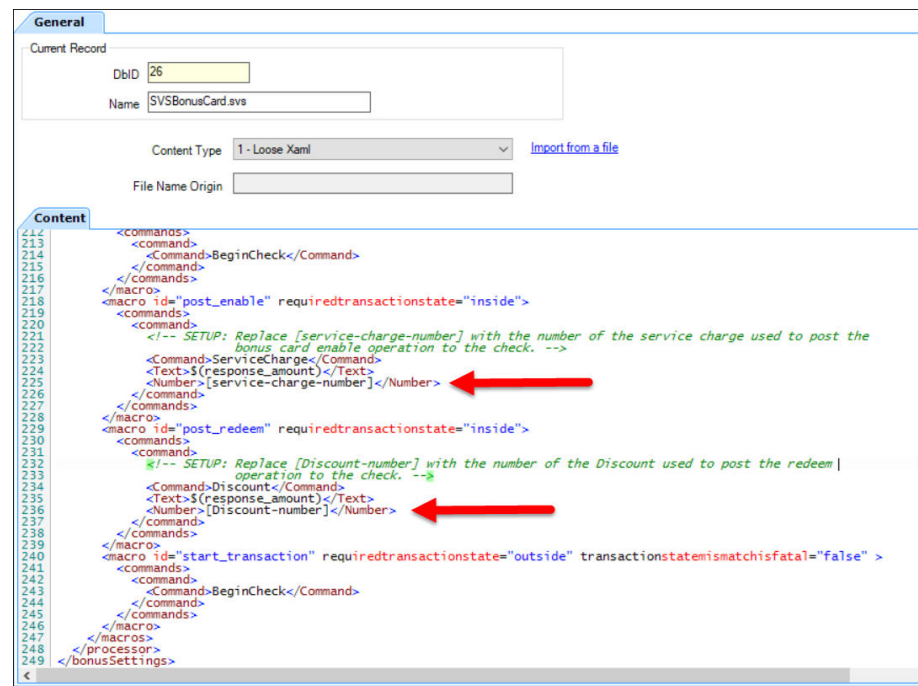 General
Current Record
DbID 26
Name SVSBonusCard.svs
Content Type 1 - Loose Xaml Import from a file
File Name Origin
Content
212 <commands>
213 <command>
214 <Command>BeginCheck</Command>
215 </command>
216 </commands>
217 </macro>
218 <macro id="post_enable" requiredtransactionstate="inside">
219 <commands>
220 <command>
221 <!-- SETUP: Replace [service-charge-number] with the number of the service charge used to post the
222 bonus card enable operation to the check. -->
223 <Command>ServiceCharge</Command>
224 <Text>$(response_amount)</Text>
225 <Number>[service-charge-number]</Number>
226 </command>
227 </commands>
228 </macro>
229 <macro id="post_redeem" requiredtransactionstate="inside">
230 <commands>
231 <command>
232 <!-- SETUP: Replace [Discount-number] with the number of the Discount used to post the redeem
233 operation to the check. -->
234 <Command>Discount</Command>
235 <Text>$(response_amount)</Text>
236 <Number>[Discount-number]</Number>
237 </command>
238 </commands>
239 </macro>
240 <macro id="start_transaction" requiredtransactionstate="outside" transactionstatemismatchisfatal="false" >
241 <commands>
242 <command>
243 <Command>BeginCheck</Command>
244 </command>
245 </commands>
246 </macro>
247 </macros>
248 </processor>
249 </bonusSettings>